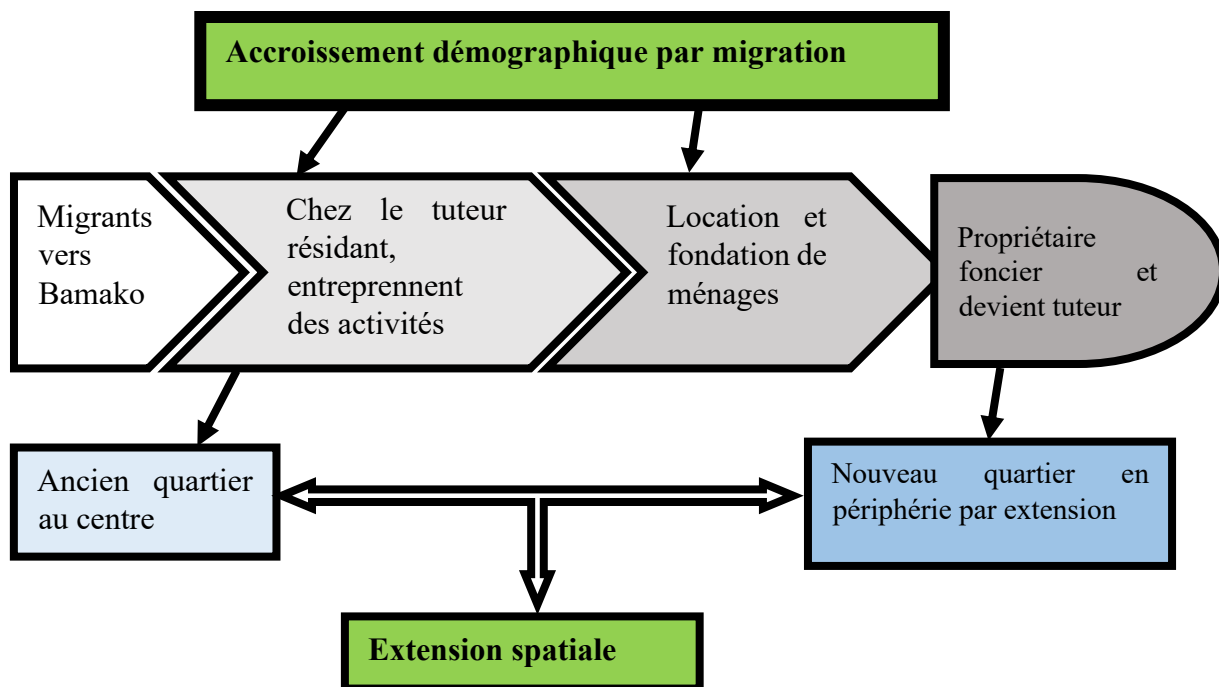 Accroissement démographique par migration
Migrants
vers
Bamako
Chez le tuteur
résidant,
entreprennent
des activités
Location et
fondation de
ménages
Propriétaire
foncier et
devient tuteur
Ancien quartier
au centre
Nouveau quartier en
périphérie par extension
Extension spatiale